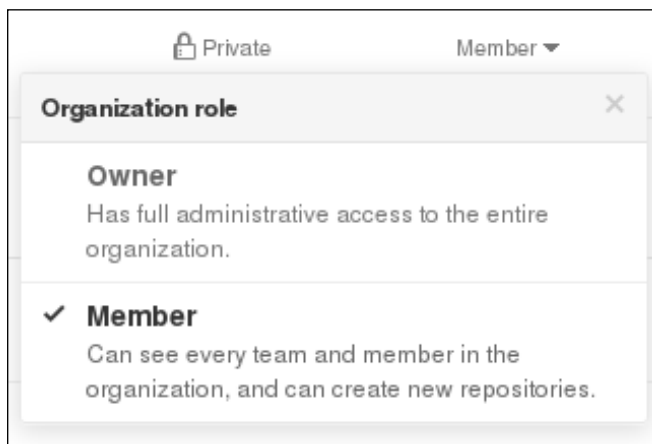 Private Member
Organization role
Owner
Has full administrative access to the entire
organization.
Member
Can see every team and member in the
organization, and can create new repositories.